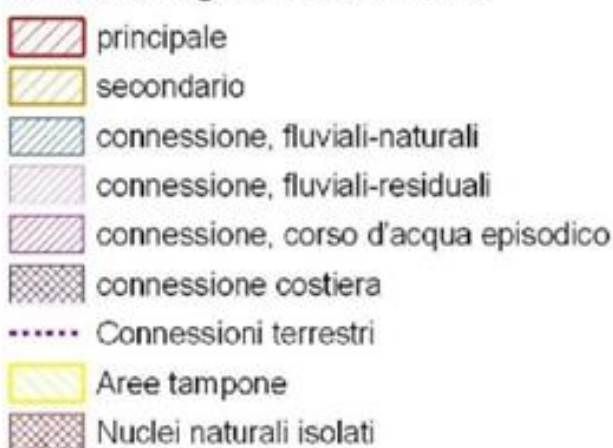 principale
secondario
connessione, fluviali-naturali
connessione, fluviali-residuali
connessione, corso d'acqua episodico
connessione costiera
Connessioni terrestri
Aree tampone
Nuclei naturali isolati